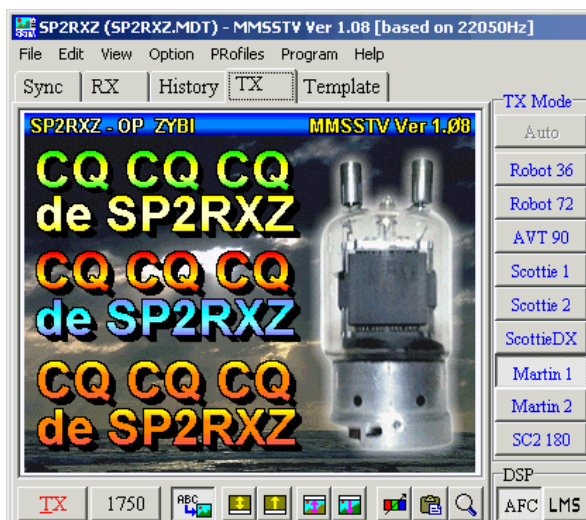 SP2RXZ (SP2RXZ.MDT) - MMSSTV Ver 1.08 [based on 22050Hz]
File Edit View Option PRofiles Program Help
Sync RX History TX Template
SP2RXZ - OP ZYBI MMSSTV Ver 1.Ø8
CQ CQ CQ
de SP2RXZ
CQ CQ CQ
de SP2RXZ
CQ CQ CQ
de SP2RXZ
TX Mode
Auto
Robot 36
Robot 72
AVT 90
Scottie 1
Scottie 2
ScottieDX
Martin 1
Martin 2
SC2 180
DSP
AFC LMS
TX 1750 ABC